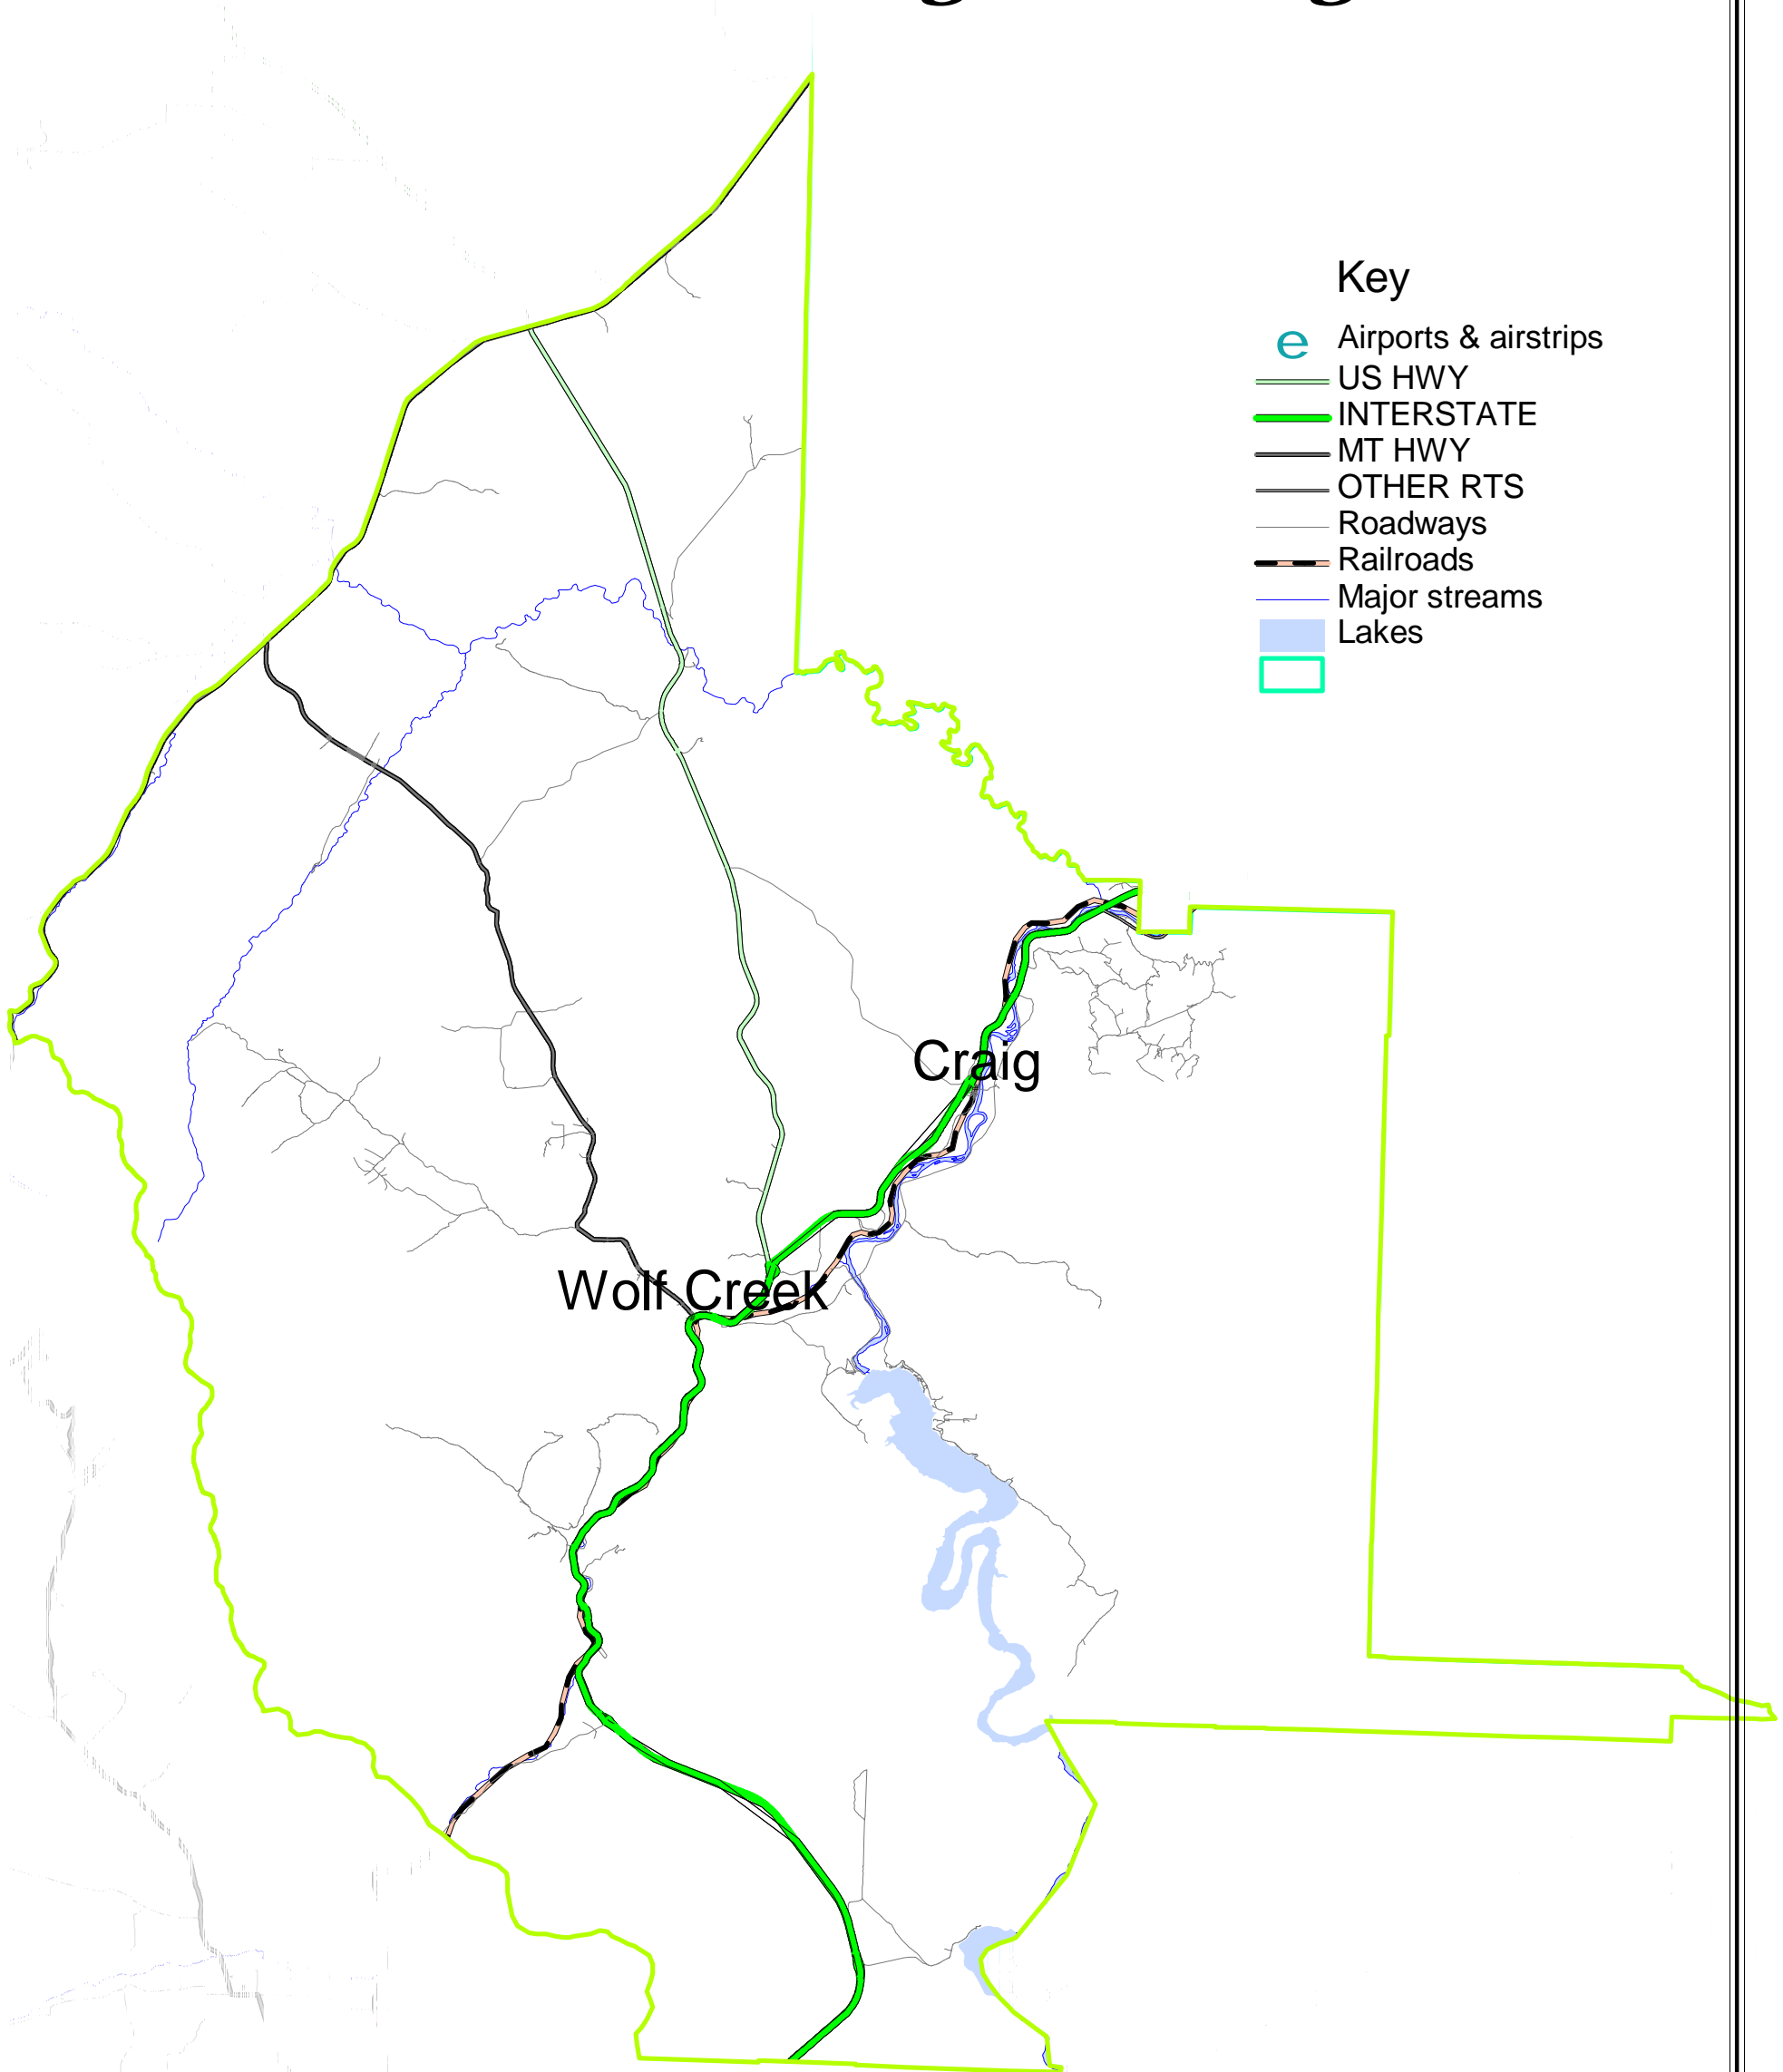 Key
e Airports & airstrips
US HWY
INTERSTATE
MT HWY
OTHER RTS
Roadways
Railroads
Major streams
Lakes
Craig
Wolf Creek